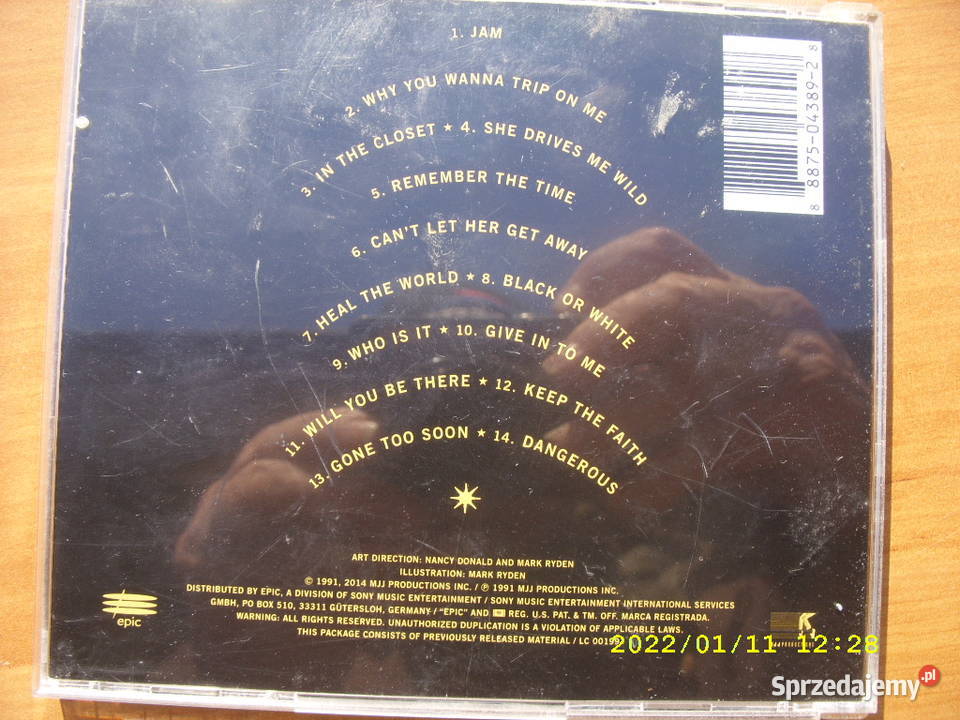 1. JAM
2. WHY YOU WANNA TRIP ON ME
3. IN THE CLOSET ★ 4. SHE DRIVES ME WILD
5. REMEMBER THE TIME
6. CAN'T LET HER GET AWAY
7. HEAL THE WORLD ★ 8. BLACK OR WHITE
9. WHO IS IT ★ 10. GIVE IN TO ME
11. WILL YOU BE THERE ★ 12. KEEP THE FAITH
13. GONE TOO SOON ★ 14. DANGEROUS
8 88875-04389-2 8
ART DIRECTION: NANCY DONALD AND MARK RYDEN
ILLUSTRATION: MARK RYDEN
© 1991, 2014 MJJ PRODUCTIONS INC. / ℗ 1991 MJJ PRODUCTIONS INC.
DISTRIBUTED BY EPIC, A DIVISION OF SONY MUSIC ENTERTAINMENT / SONY MUSIC ENTERTAINMENT INTERNATIONAL SERVICES
GMBH, PO BOX 510, 33311 GÜTERSLOH, GERMANY / "EPIC" AND REG. U.S. PAT. & TM. OFF. MARCA REGISTRADA.
WARNING: ALL RIGHTS RESERVED. UNAUTHORIZED DUPLICATION IS A VIOLATION OF APPLICABLE LAWS.
THIS PACKAGE CONSISTS OF PREVIOUSLY RELEASED MATERIAL / LC 00199
epic
2022/01/11 12:28
Sprzedajemy.pl